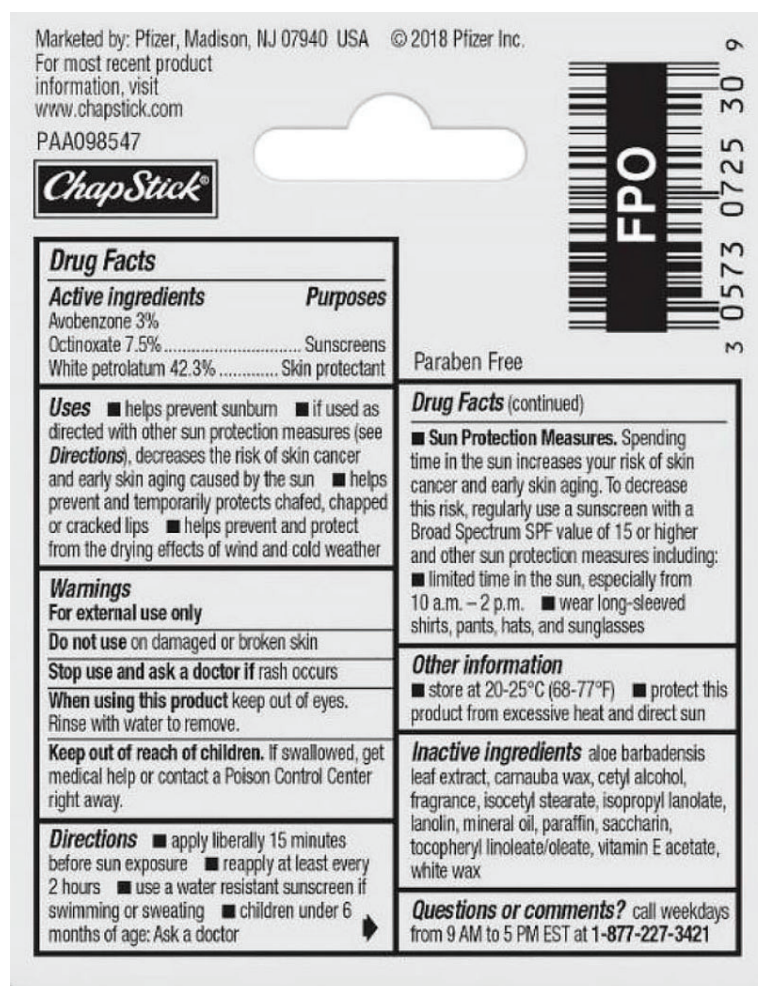 Marketed by: Pfizer, Madison, NJ 07940 USA © 2018 Pfizer Inc.
For most recent product
information, visit
www.chapstick.com
PAA098547
ChapStick®
FPO
3 0573 0725 30 9
Drug Facts
Active ingredients Purposes
Avobenzone 3%
Octinoxate 7.5%.............................. Sunscreens
White petrolatum 42.3%............. Skin protectant
Uses ■ helps prevent sunburn ■ if used as
directed with other sun protection measures (see
Directions), decreases the risk of skin cancer
and early skin aging caused by the sun ■ helps
prevent and temporarily protects chafed, chapped
or cracked lips ■ helps prevent and protect
from the drying effects of wind and cold weather
Warnings
For external use only
Do not use on damaged or broken skin
Stop use and ask a doctor if rash occurs
When using this product keep out of eyes.
Rinse with water to remove.
Keep out of reach of children. If swallowed, get
medical help or contact a Poison Control Center
right away.
Directions ■ apply liberally 15 minutes
before sun exposure ■ reapply at least every
2 hours ■ use a water resistant sunscreen if
swimming or sweating ■ children under 6
months of age: Ask a doctor
Paraben Free
Drug Facts (continued)
■ Sun Protection Measures. Spending
time in the sun increases your risk of skin
cancer and early skin aging. To decrease
this risk, regularly use a sunscreen with a
Broad Spectrum SPF value of 15 or higher
and other sun protection measures including:
■ limited time in the sun, especially from
10 a.m. – 2 p.m. ■ wear long-sleeved
shirts, pants, hats, and sunglasses
Other information
■ store at 20-25°C (68-77°F) ■ protect this
product from excessive heat and direct sun
Inactive ingredients aloe barbadensis
leaf extract, carnauba wax, cetyl alcohol,
fragrance, isocetyl stearate, isopropyl lanolate,
lanolin, mineral oil, paraffin, saccharin,
tocopheryl linoleate/oleate, vitamin E acetate,
white wax
Questions or comments? call weekdays
from 9 AM to 5 PM EST at 1-877-227-3421